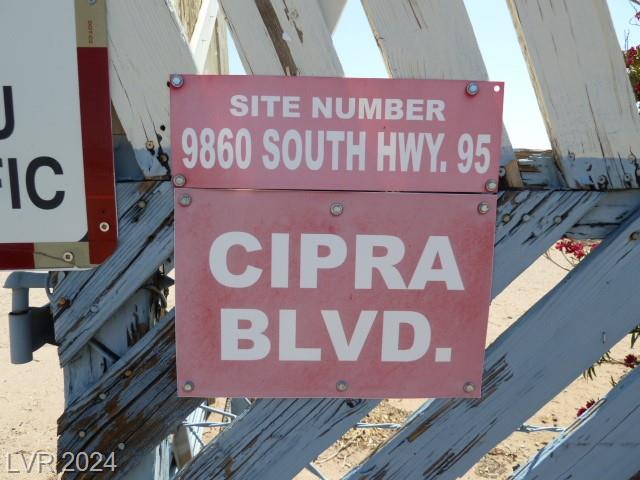 SITE NUMBER
9860 SOUTH HWY. 95
CIPRA
BLVD.
FIC
LVR 2024